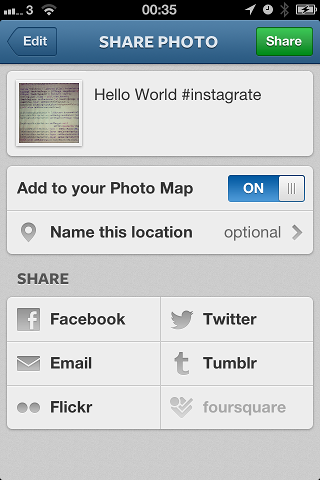 3 00:35
Edit SHARE PHOTO Share
Hello World #instagrate
Add to your Photo Map ON
Name this location optional
SHARE
Facebook Twitter
Email Tumblr
Flickr foursquare